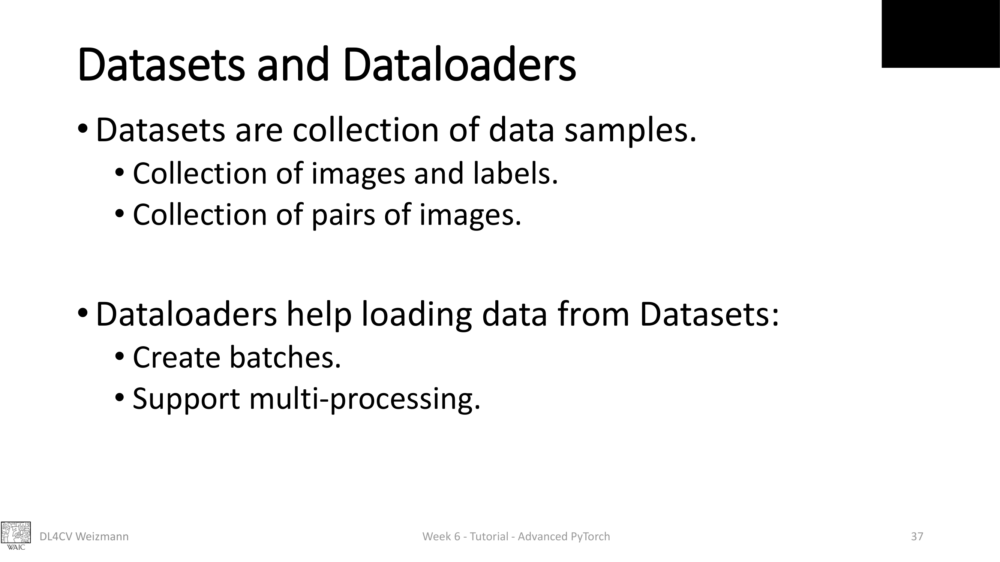 Datasets and Dataloaders
• Datasets are collection of data samples.
• Collection of images and labels.
• Collection of pairs of images.
• Dataloaders help loading data from Datasets:
• Create batches.
• Support multi-processing.
WAIC
DL4CV Weizmann
Week 6 - Tutorial - Advanced PyTorch
37